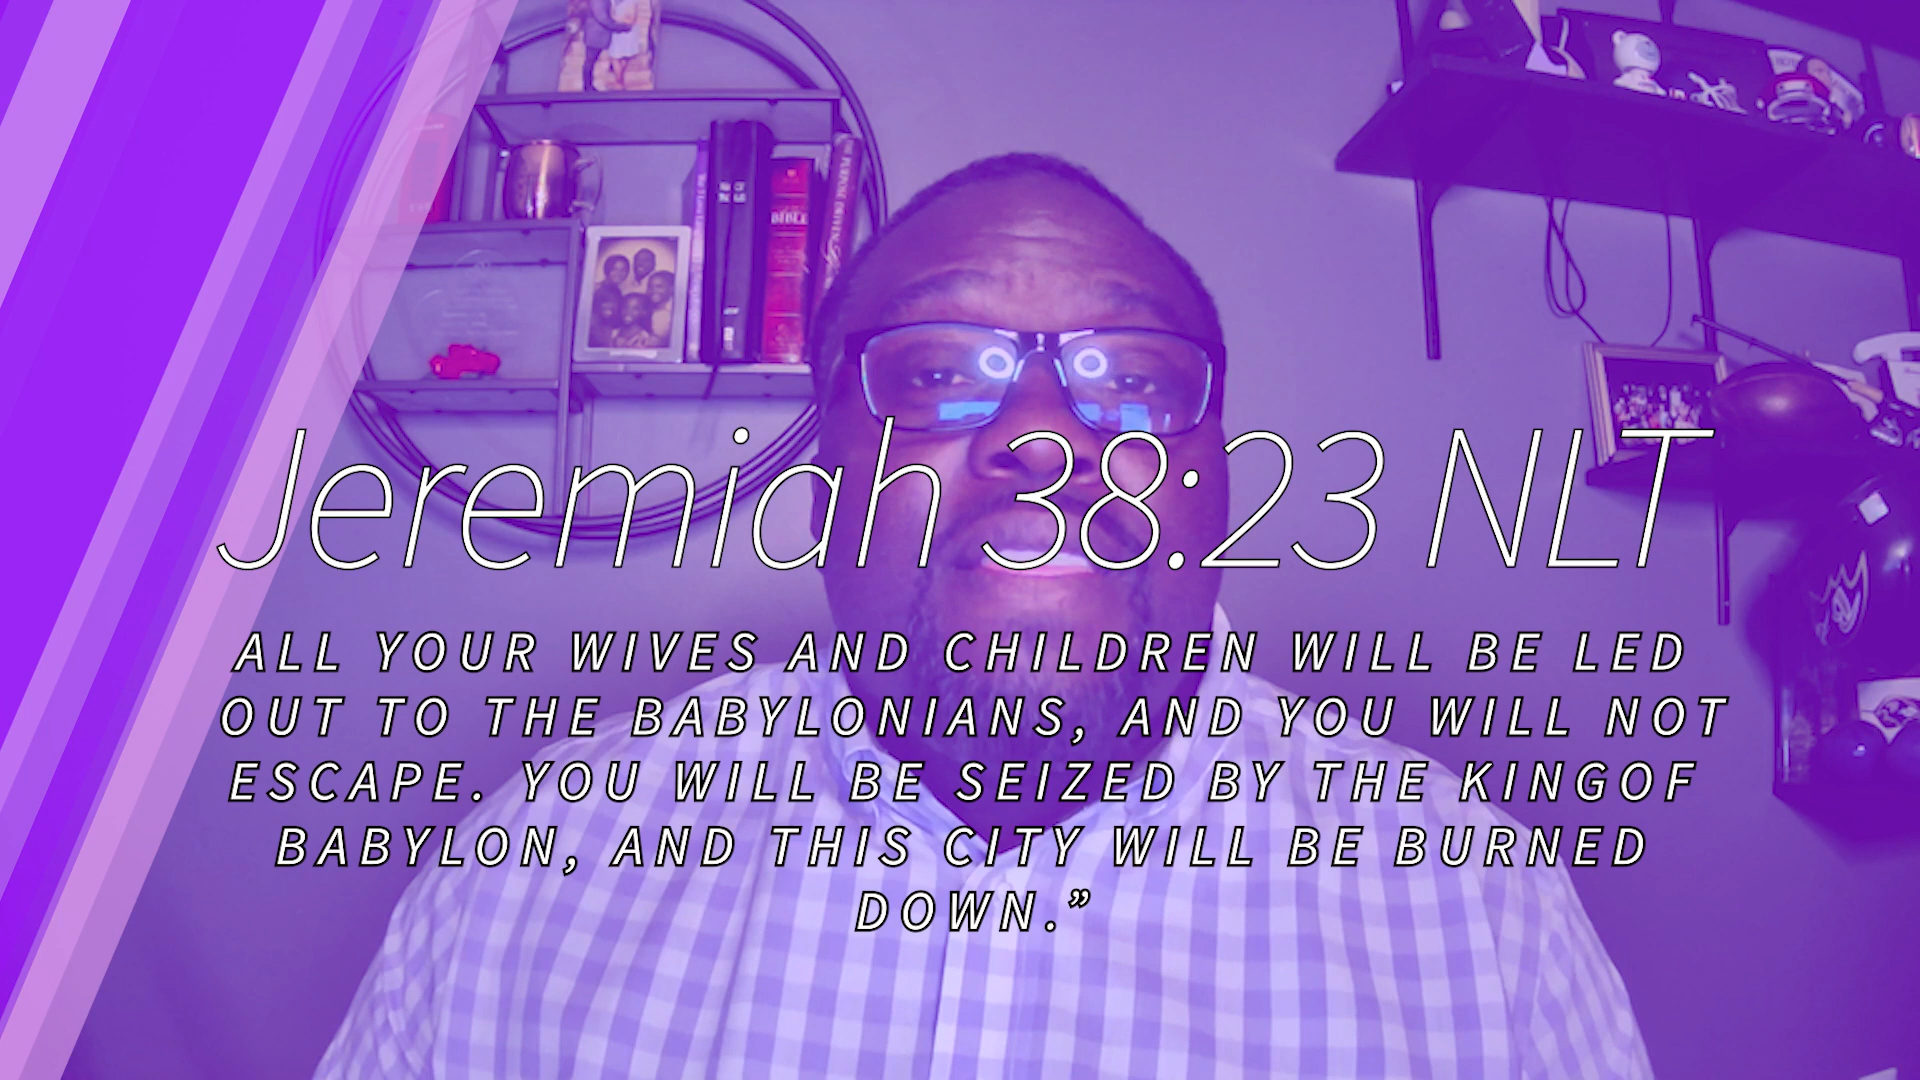 BIBLE
Jeremiah 38:23 NLT
ALL YOUR WIVES AND CHILDREN WILL BE LED
OUT TO THE BABYLONIANS, AND YOU WILL NOT
ESCAPE. YOU WILL BE SEIZED BY THE KINGOF
BABYLON, AND THIS CITY WILL BE BURNED
DOWN.”